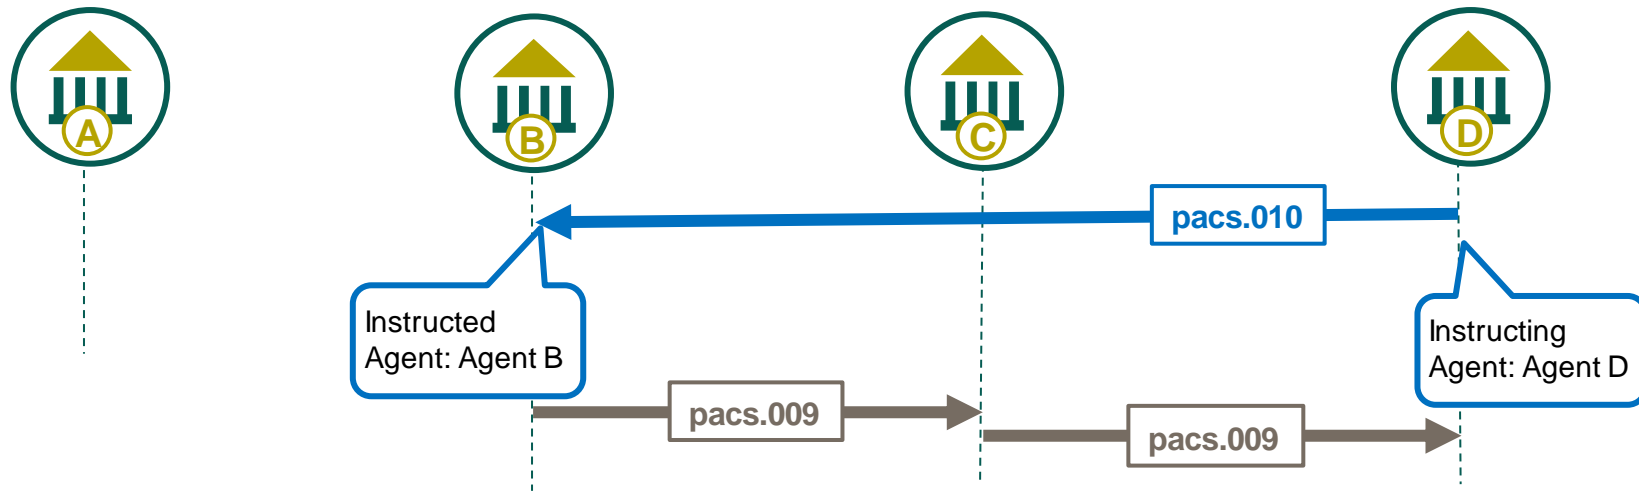 A
B
C
D
pacs.010
Instructed
Agent: Agent B
Instructing
Agent: Agent D
pacs.009
pacs.009